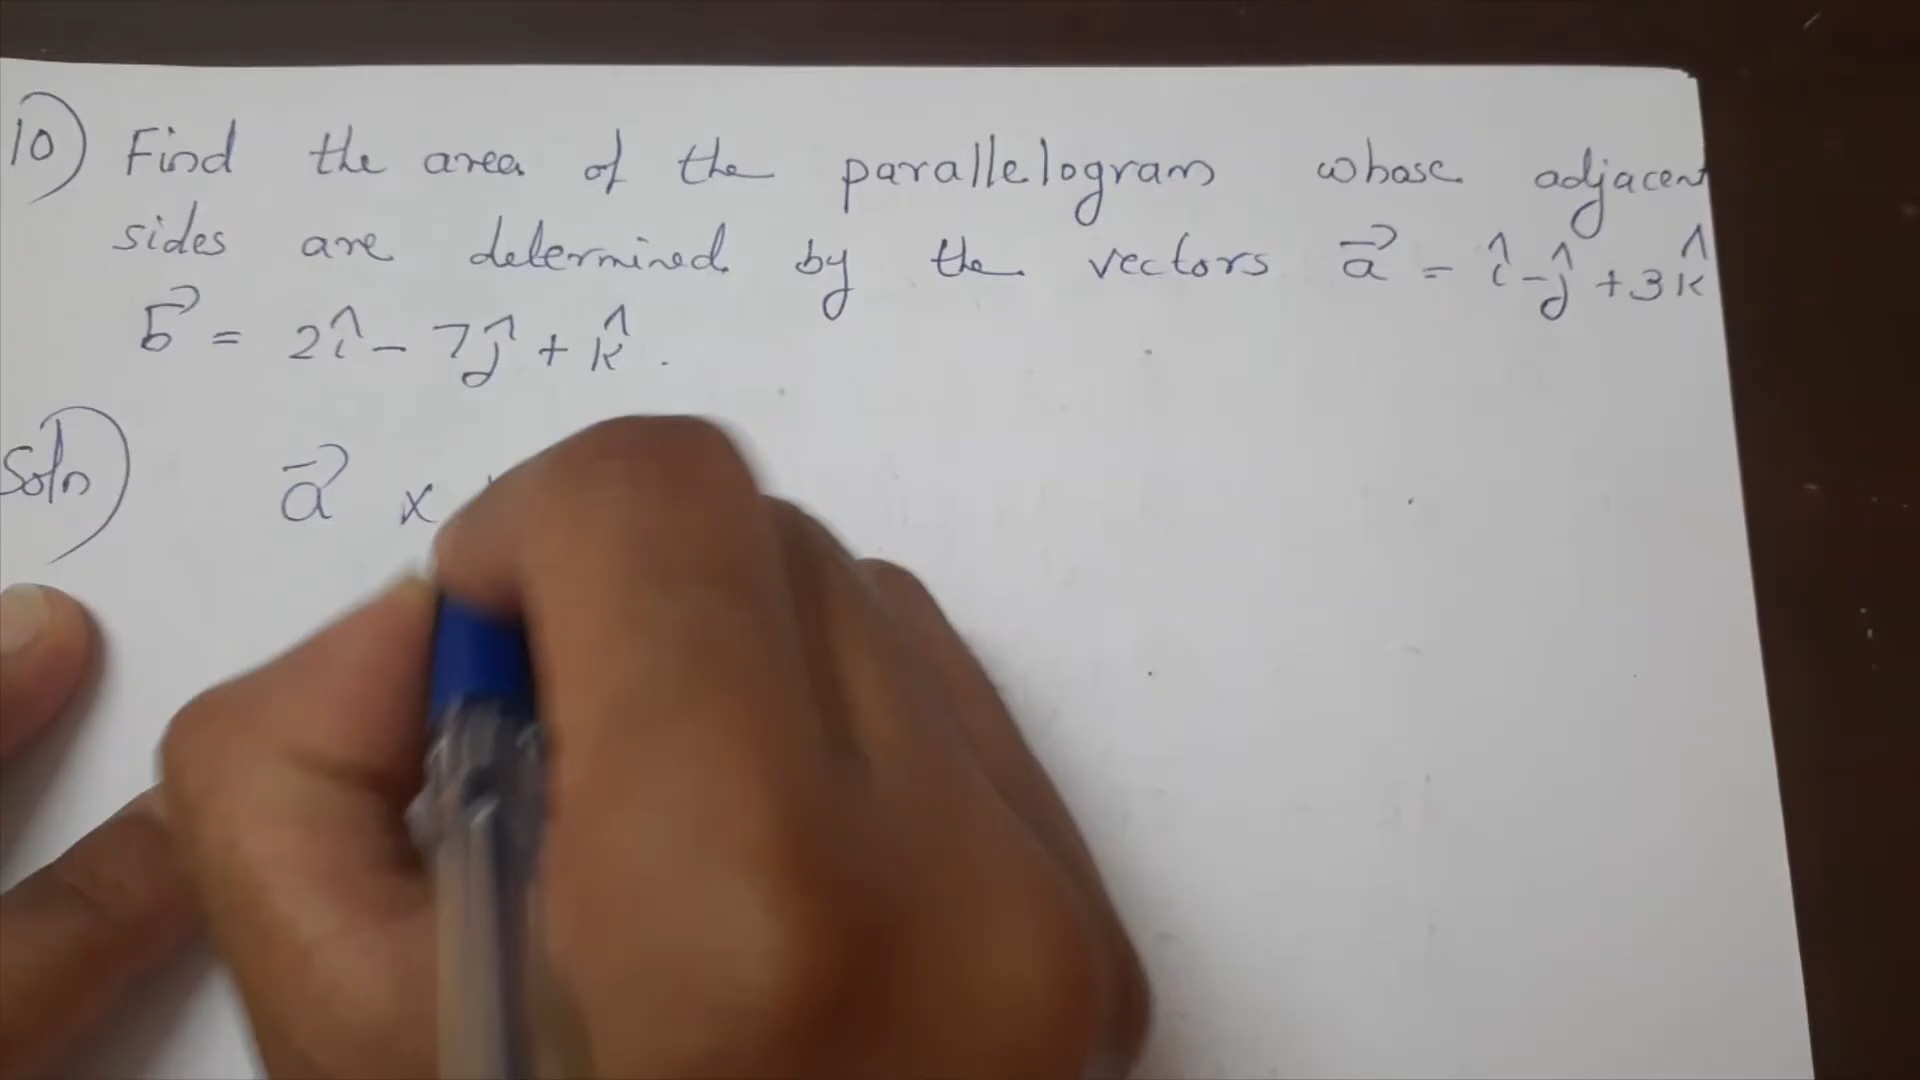 10) Find the area of the parallelogram whose adjacent
sides are determined by the vectors a⃗ = î - ĵ + 3k̂
b⃗ = 2î - 7ĵ + k̂.
Soln) a⃗ ×